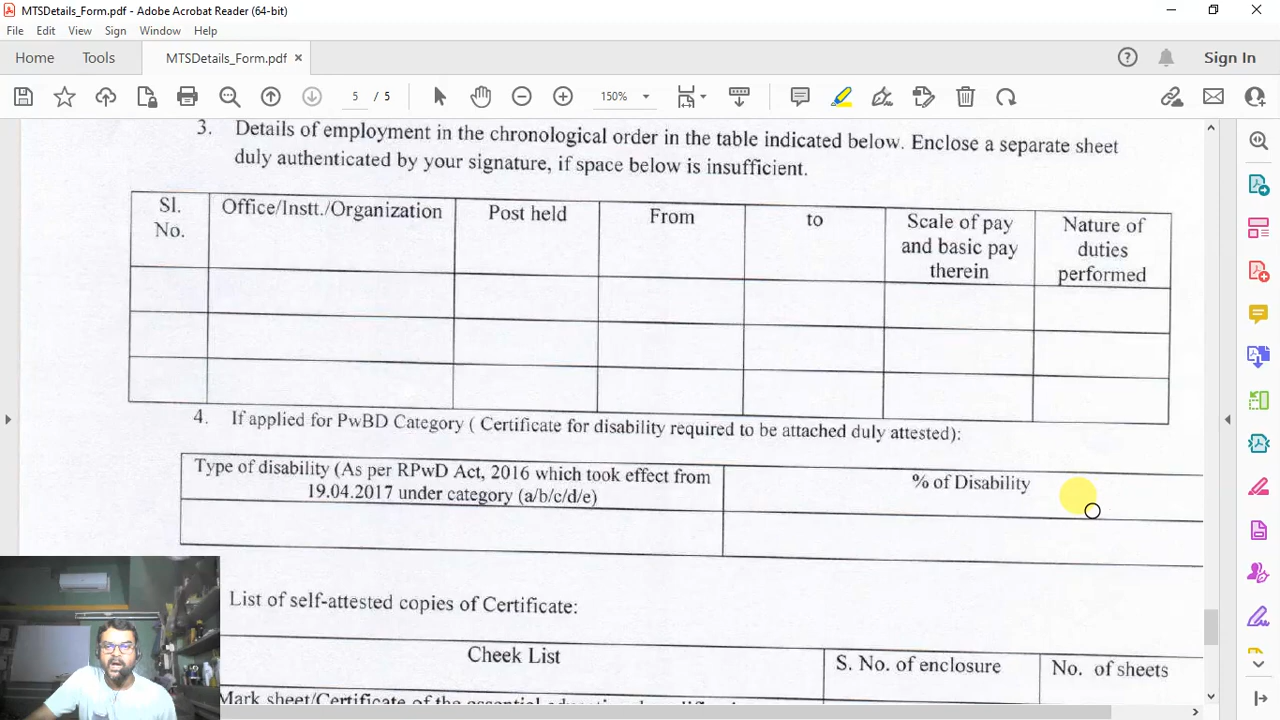 MTSDetails_Form.pdf - Adobe Acrobat Reader (64-bit)
File Edit View Sign Window Help
Home Tools MTSDetails_Form.pdf × Sign In
5 / 5 150%
3. Details of employment in the chronological order in the table indicated below. Enclose a separate sheet
duly authenticated by your signature, if space below is insufficient.
Sl. No. Office/Instt./Organization Post held From to Scale of pay and basic pay therein Nature of duties performed
4. If applied for PwBD Category ( Certificate for disability required to be attached duly attested):
Type of disability (As per RPwD Act, 2016 which took effect from
19.04.2017 under category (a/b/c/d/e)
% of Disability
List of self-attested copies of Certificate:
Cheek List S. No. of enclosure No. of sheets
Mark sheet/Certificate of the essential